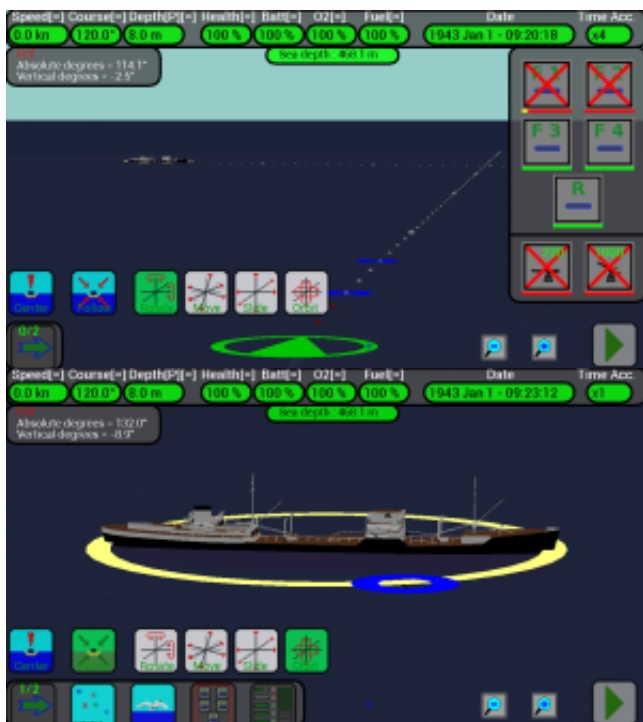 Speed[=] Course[=] Depth[P][=] Health[=] Batt[=] O2[=] Fuel[=] Date Time Acc.
0.0 kn 120.0° 8.0 m 100 % 100 % 100 % 100 % 1943 Jan 1 - 09:20:18 x4
Absolute degrees = 114.1°
Vertical degrees = -2.5°
Sea depth : 468.1 m
F 1 F 2
F 3 F 4
R
Center Follow Rotate Move Slide Orbit
0/2
Speed[=] Course[=] Depth[P][=] Health[=] Batt[=] O2[=] Fuel[=] Date Time Acc.
0.0 kn 120.0° 8.0 m 100 % 100 % 100 % 100 % 1943 Jan 1 - 09:23:12 x1
Absolute degrees = 132.0°
Vertical degrees = -8.9°
Sea depth : 468.1 m
Center Rotate Move Slide Orbit
1/2